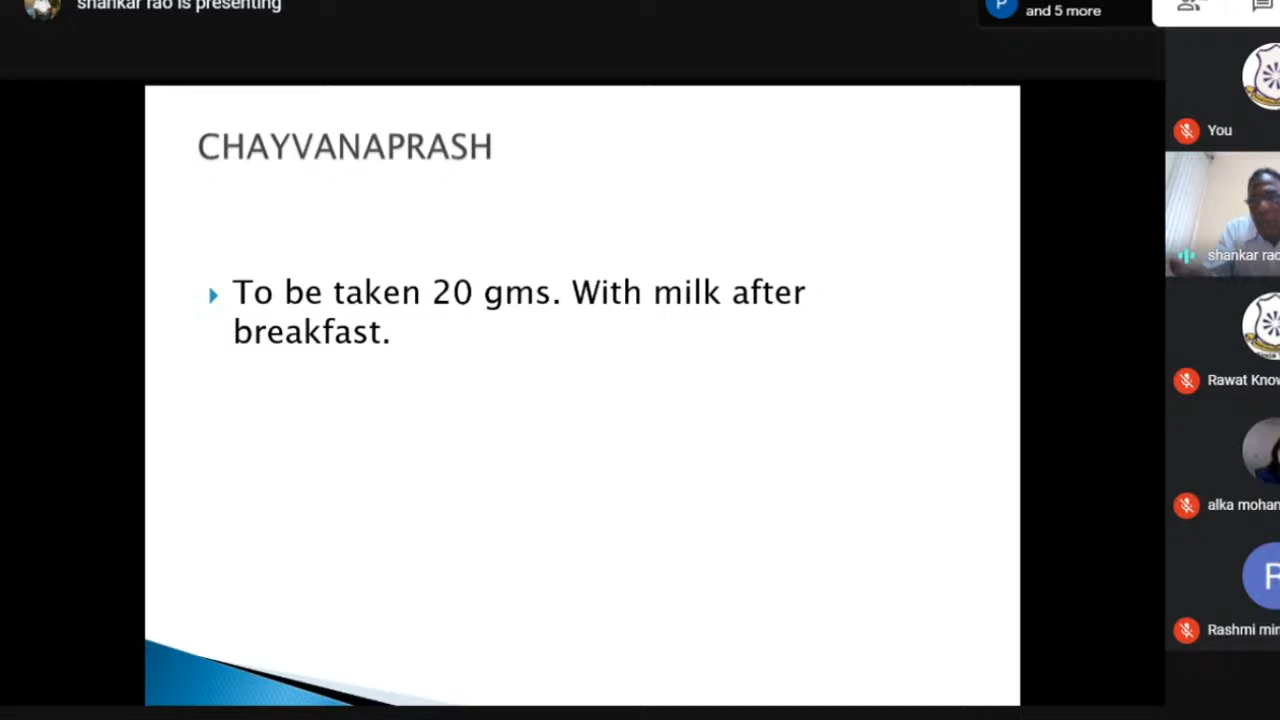 shankar rao is presenting
P
and 5 more
CHAYVANAPRASH
To be taken 20 gms. With milk after
breakfast.
You
shankar rao
Rawat Know
alka mohan
R
Rashmi